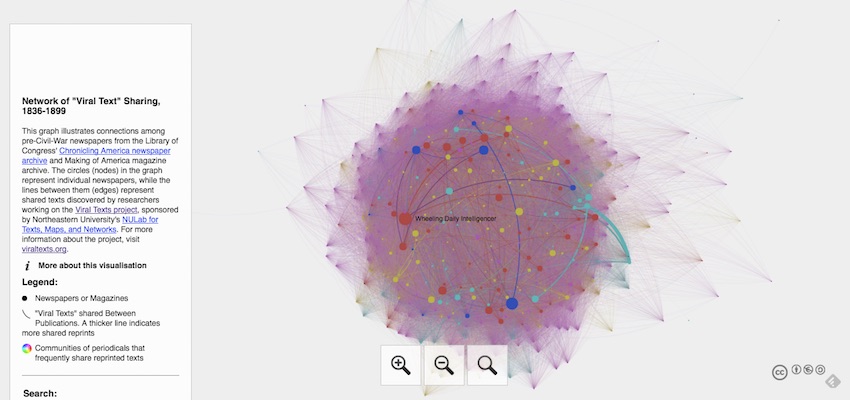 Network of "Viral Text" Sharing,
1836-1899
This graph illustrates connections among
pre-Civil-War newspapers from the Library of
Congress' Chronicling America newspaper
archive and Making of America magazine
archive. The circles (nodes) in the graph
represent individual newspapers, while the
lines between them (edges) represent
shared texts discovered by researchers
working on the Viral Texts project, sponsored
by Northeastern University's NULab for
Texts, Maps, and Networks. For more
information about the project, visit
viraltexts.org.
i More about this visualisation
Legend:
Newspapers or Magazines
"Viral Texts" shared Between
Publications. A thicker line indicates
more shared reprints
Communities of periodicals that
frequently share reprinted texts
Search:
Wheeling Daily Intelligencer
cc